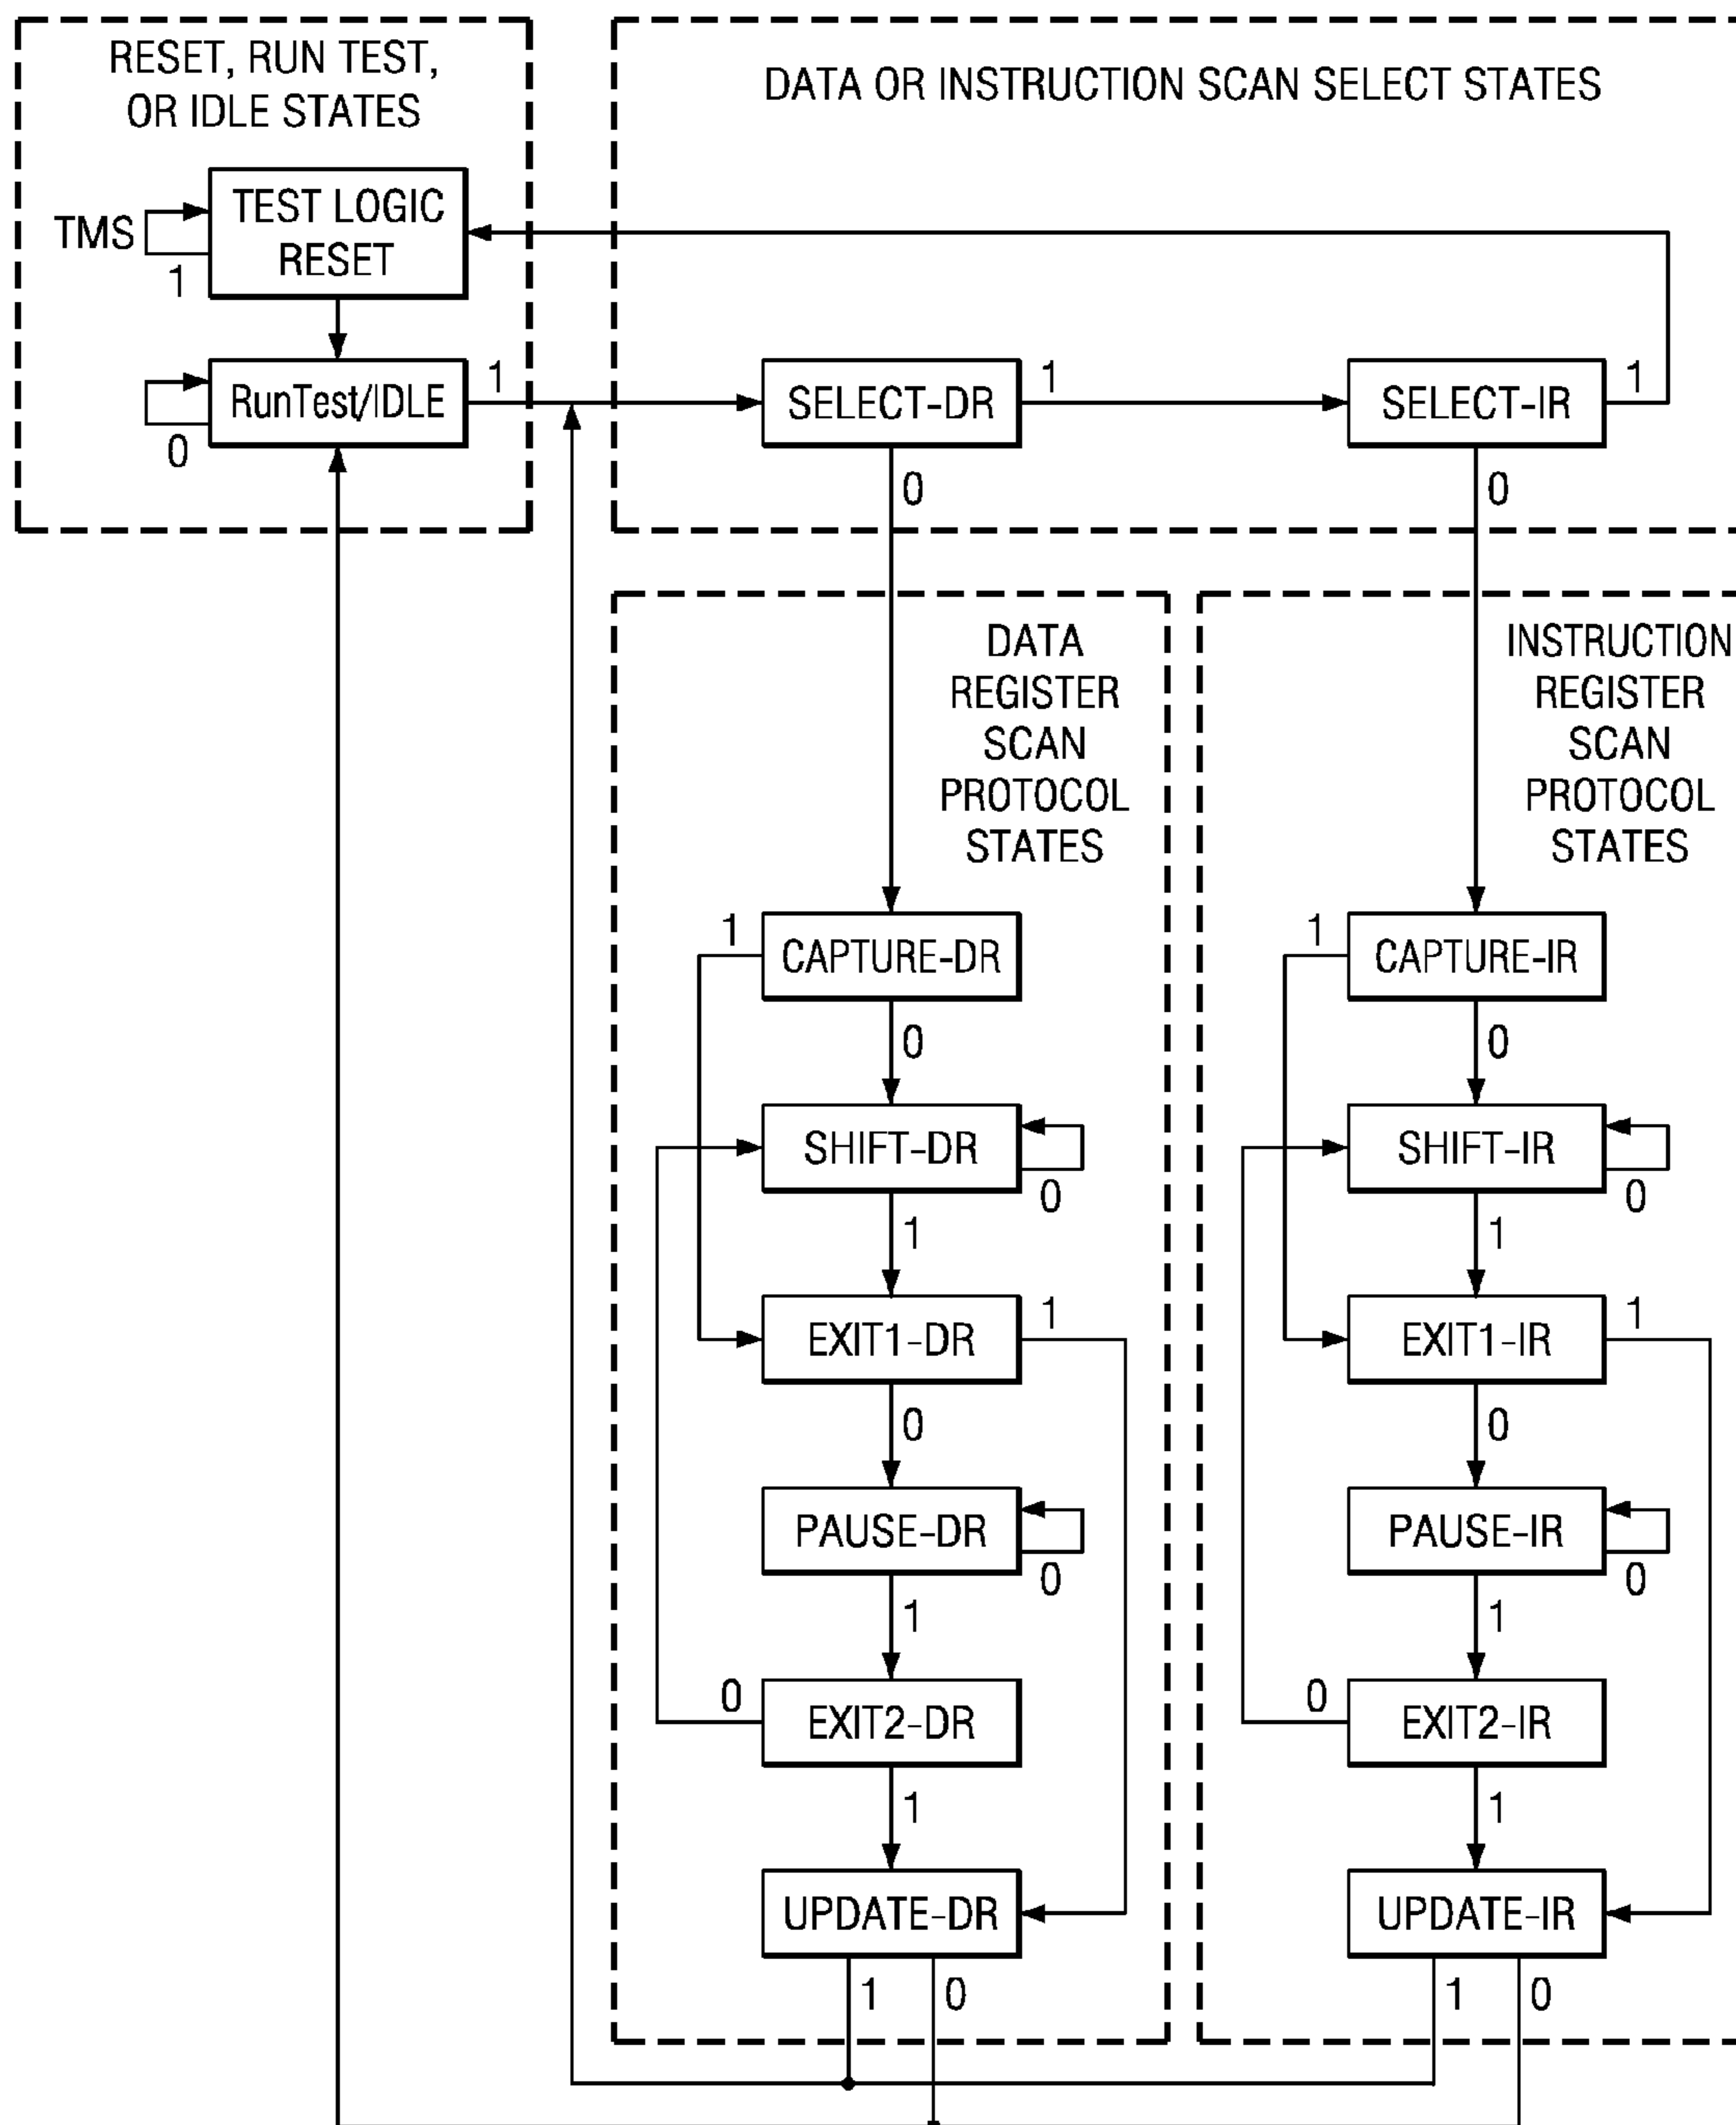 RESET, RUN TEST,
OR IDLE STATES
DATA OR INSTRUCTION SCAN SELECT STATES
TEST LOGIC
RESET
TMS
1
RunTest/IDLE
1
0
SELECT-DR
1
0
SELECT-IR
1
0
DATA
REGISTER
SCAN
PROTOCOL
STATES
1
CAPTURE-DR
0
SHIFT-DR
0
1
EXIT1-DR
1
0
PAUSE-DR
0
1
0
EXIT2-DR
1
UPDATE-DR
1
0
INSTRUCTION
REGISTER
SCAN
PROTOCOL
STATES
1
CAPTURE-IR
0
SHIFT-IR
0
1
EXIT1-IR
1
0
PAUSE-IR
0
1
0
EXIT2-IR
1
UPDATE-IR
1
0